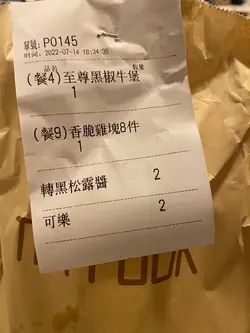 單號: P0145
时间: 2022-07-14 18:34:06
品名 數量
(餐4)至尊黑椒牛堡
1
(餐9)香脆雞塊8件
1
轉黑松露醬 2
可樂 2